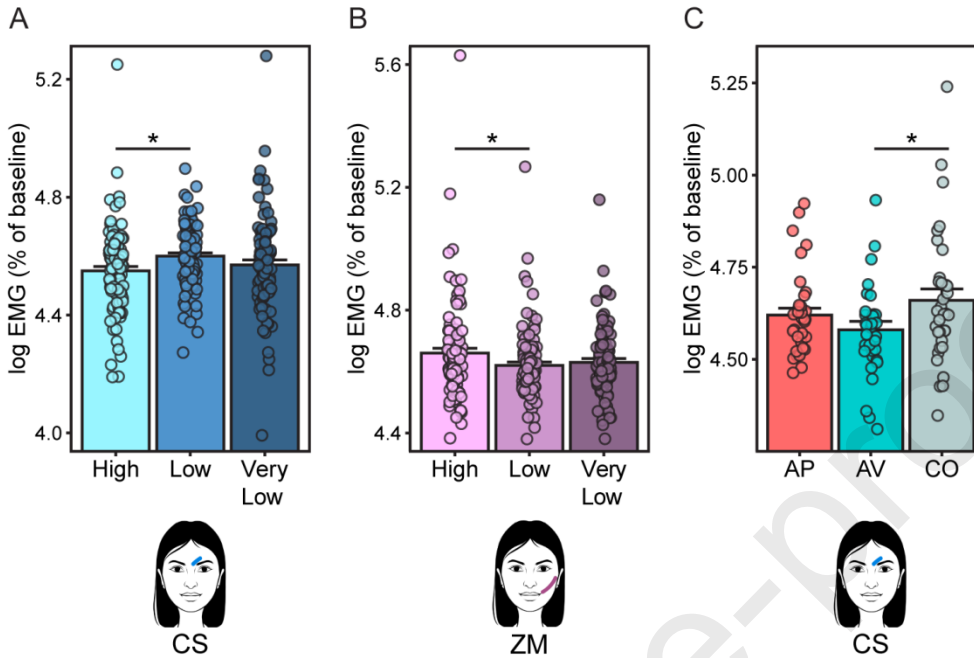 A
B
C
log EMG (% of baseline)
5.2
4.8
4.4
4.0
*
High
Low
Very
Low
CS
log EMG (% of baseline)
5.6
5.2
4.8
4.4
*
High
Low
Very
Low
ZM
log EMG (% of baseline)
5.25
5.00
4.75
4.50
*
AP
AV
CO
CS
e-pro